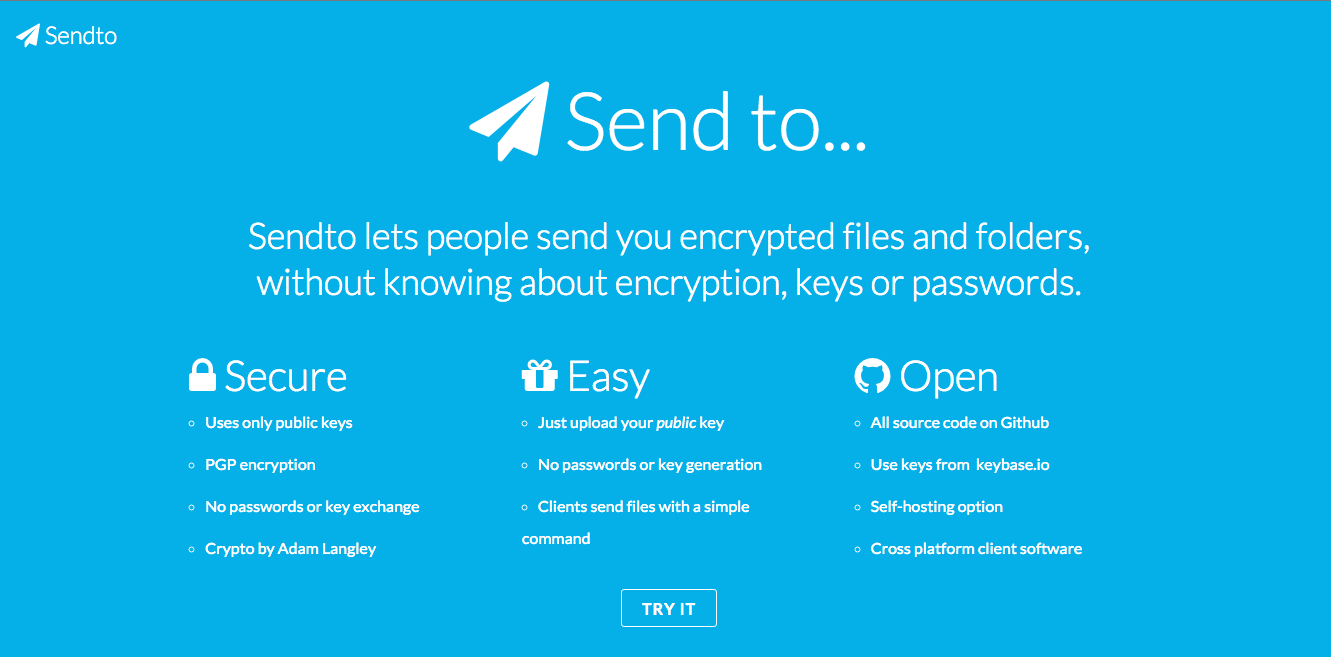 Sendto
Send to...
Sendto lets people send you encrypted files and folders,
without knowing about encryption, keys or passwords.
Secure
Uses only public keys
PGP encryption
No passwords or key exchange
Crypto by Adam Langley
Easy
Just upload your public key
No passwords or key generation
Clients send files with a simple
command
Open
All source code on Github
Use keys from keybase.io
Self-hosting option
Cross platform client software
TRY IT